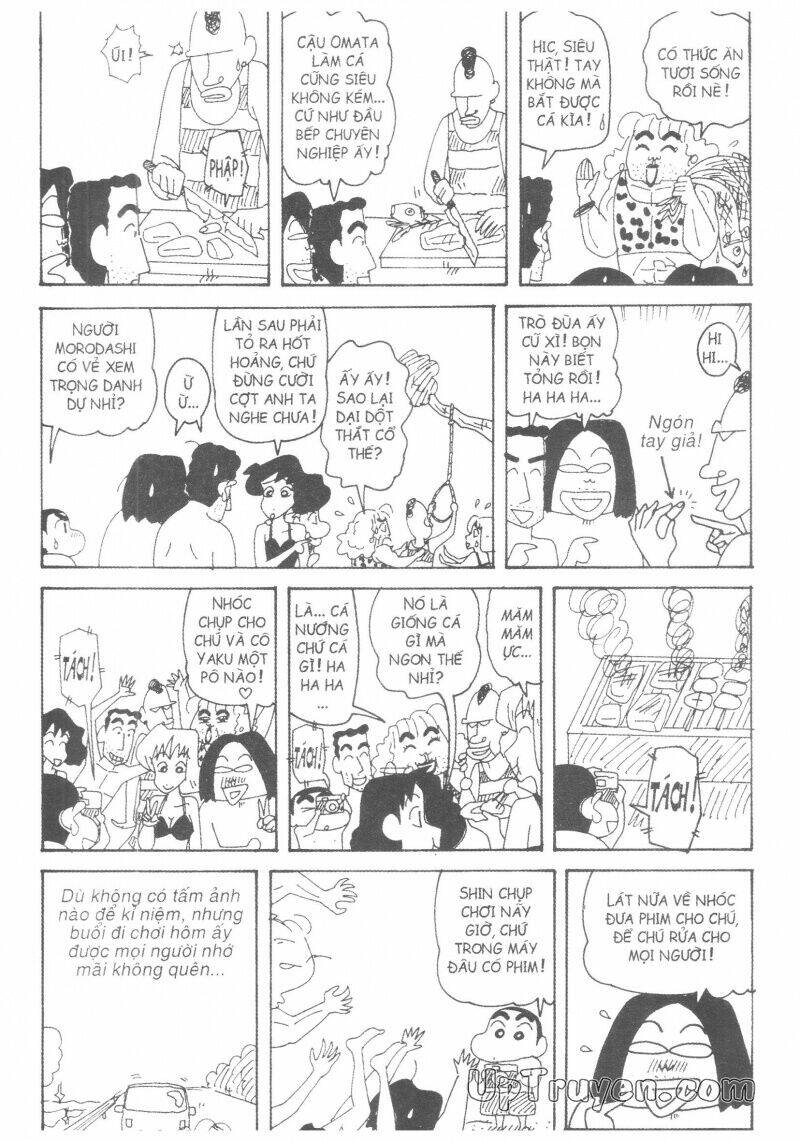 CÓ THỨC ĂN
TƯƠI SỐNG
RỒI NÈ!
HIC, SIÊU
THẬT! TAY
KHÔNG MÀ
BẮT ĐƯỢC
CÁ KÌA!
CẬU OMATA
LÀM CÁ
CŨNG SIÊU
KHÔNG KÉM...
CỨ NHƯ ĐẦU
BẾP CHUYÊN
NGHIỆP ẤY!
PHẬP!
ÚI!
HI
HI...
Ngón
tay giả!
TRÒ ĐÙA ẤY
CŨ XÌ! BỌN
NÀY BIẾT
TỎNG RỒI!
HA HA HA...
ẤY ẤY!
SAO LẠI
DẠI DỘT
THẮT CỔ
THẾ?
LẦN SAU PHẢI
TỎ RA HỐT
HOẢNG, CHỨ
ĐỪNG CƯỜI
CỢT ANH TA
NGHE CHƯA!
Ừ
Ừ...
NGƯỜI
MORODASHI
CÓ VẺ XEM
TRỌNG DANH
DỰ NHỈ?
TÁCH!
MĂM
MĂM
ỰC...
NÓ LÀ
GIỐNG CÁ
GÌ MÀ
NGON THẾ
NHỈ?
LÀ... CÁ
NƯỚNG
CHỨ CÁ
GÌ! HA
HA HA
...
TÁCH!
NHÓC
CHỤP CHO
CHÚ VÀ CÔ
YAKU MỘT
PÔ NÀO!
TÁCH!
LÁT NỮA VỀ NHÓC
ĐƯA PHIM CHO CHÚ,
ĐỂ CHÚ RỬA CHO
MỌI NGƯỜI!
SHIN CHỤP
CHƠI NÃY
GIỜ, CHỨ
TRONG MÁY
ĐÂU CÓ PHIM!
Dù không có tấm ảnh
nào để kỉ niệm, nhưng
buổi đi chơi hôm ấy
được mọi người nhớ
mãi không quên...
UpTruyen.com